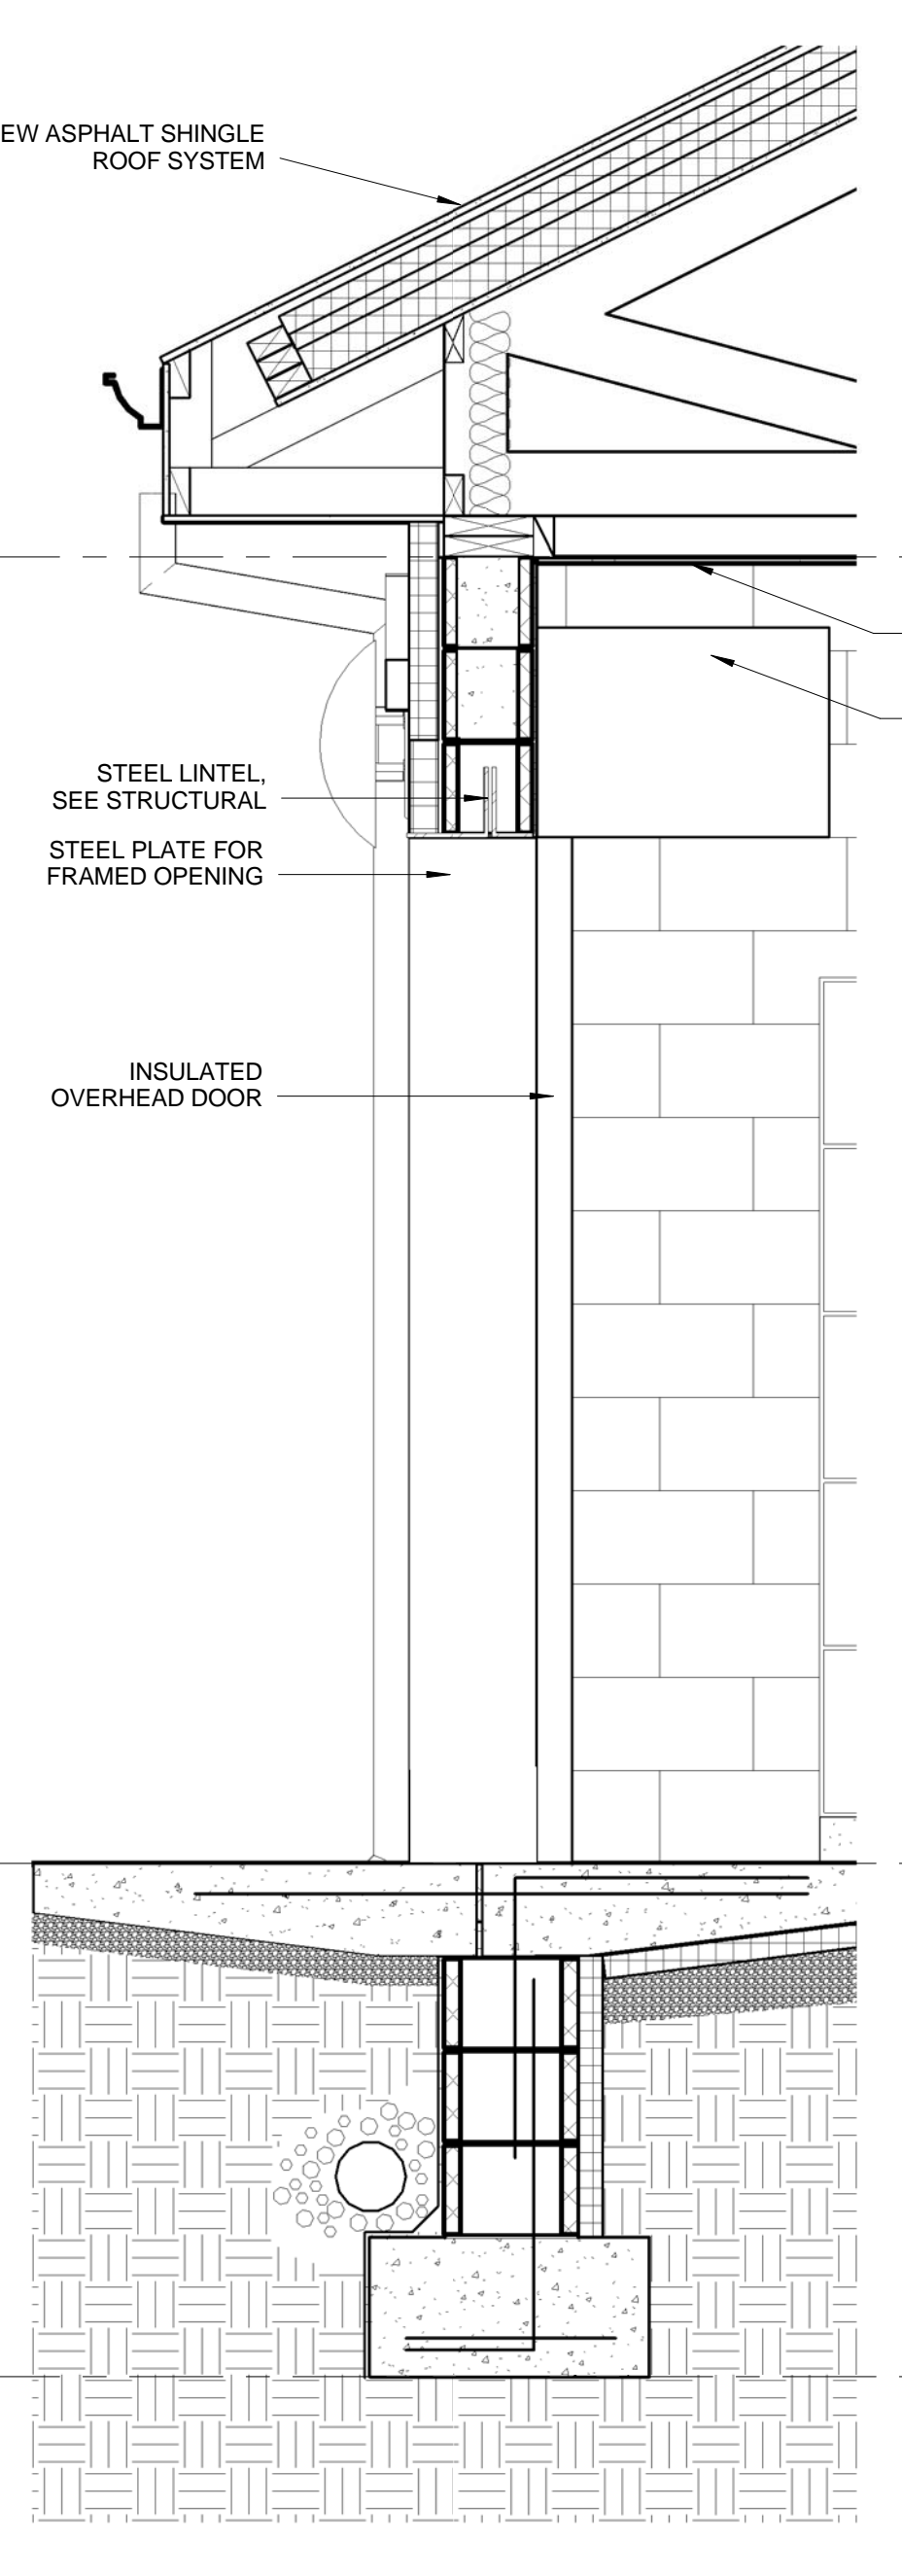 EW ASPHALT SHINGLE
ROOF SYSTEM
STEEL LINTEL,
SEE STRUCTURAL
STEEL PLATE FOR
FRAMED OPENING
INSULATED
OVERHEAD DOOR